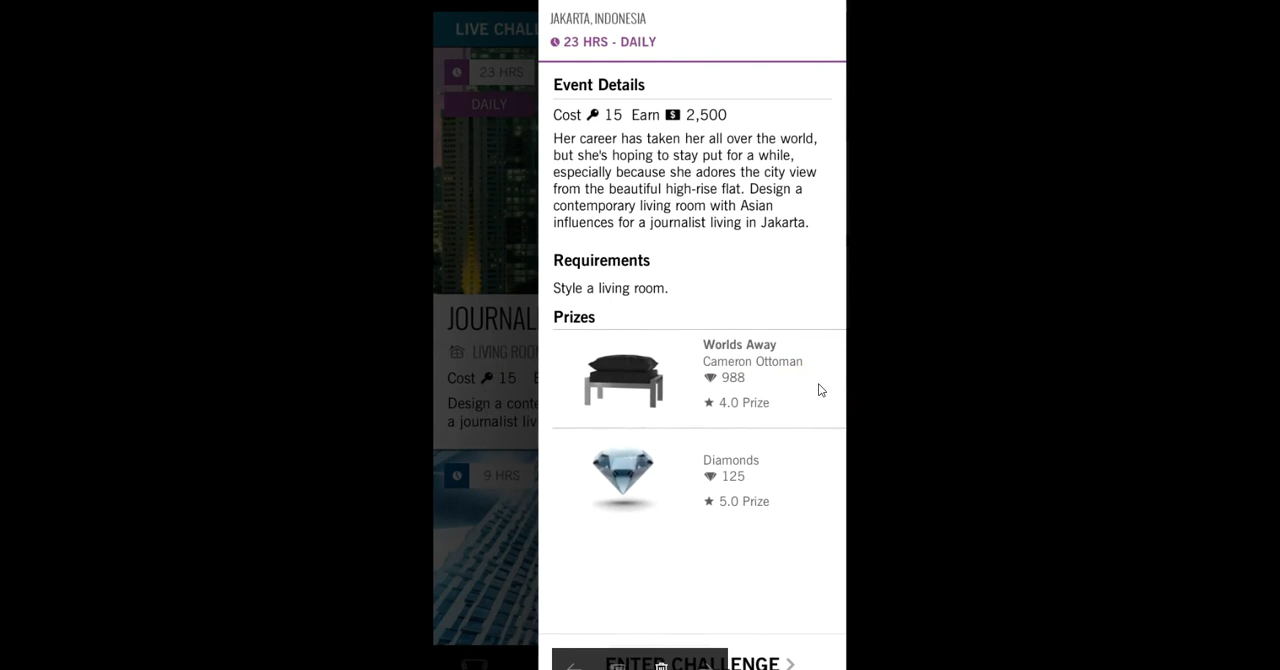 LIVE CHALL
23 HRS
DAILY
JOURNAL
LIVING ROO
Cost 15 E
Design a conte
a journalist liv
9 HRS
JAKARTA, INDONESIA
23 HRS - DAILY
Event Details
Cost 15 Earn $ 2,500
Her career has taken her all over the world,
but she's hoping to stay put for a while,
especially because she adores the city view
from the beautiful high-rise flat. Design a
contemporary living room with Asian
influences for a journalist living in Jakarta.
Requirements
Style a living room.
Prizes
Worlds Away
Cameron Ottoman
988
4.0 Prize
Diamonds
125
5.0 Prize
ENTER CHALLENGE